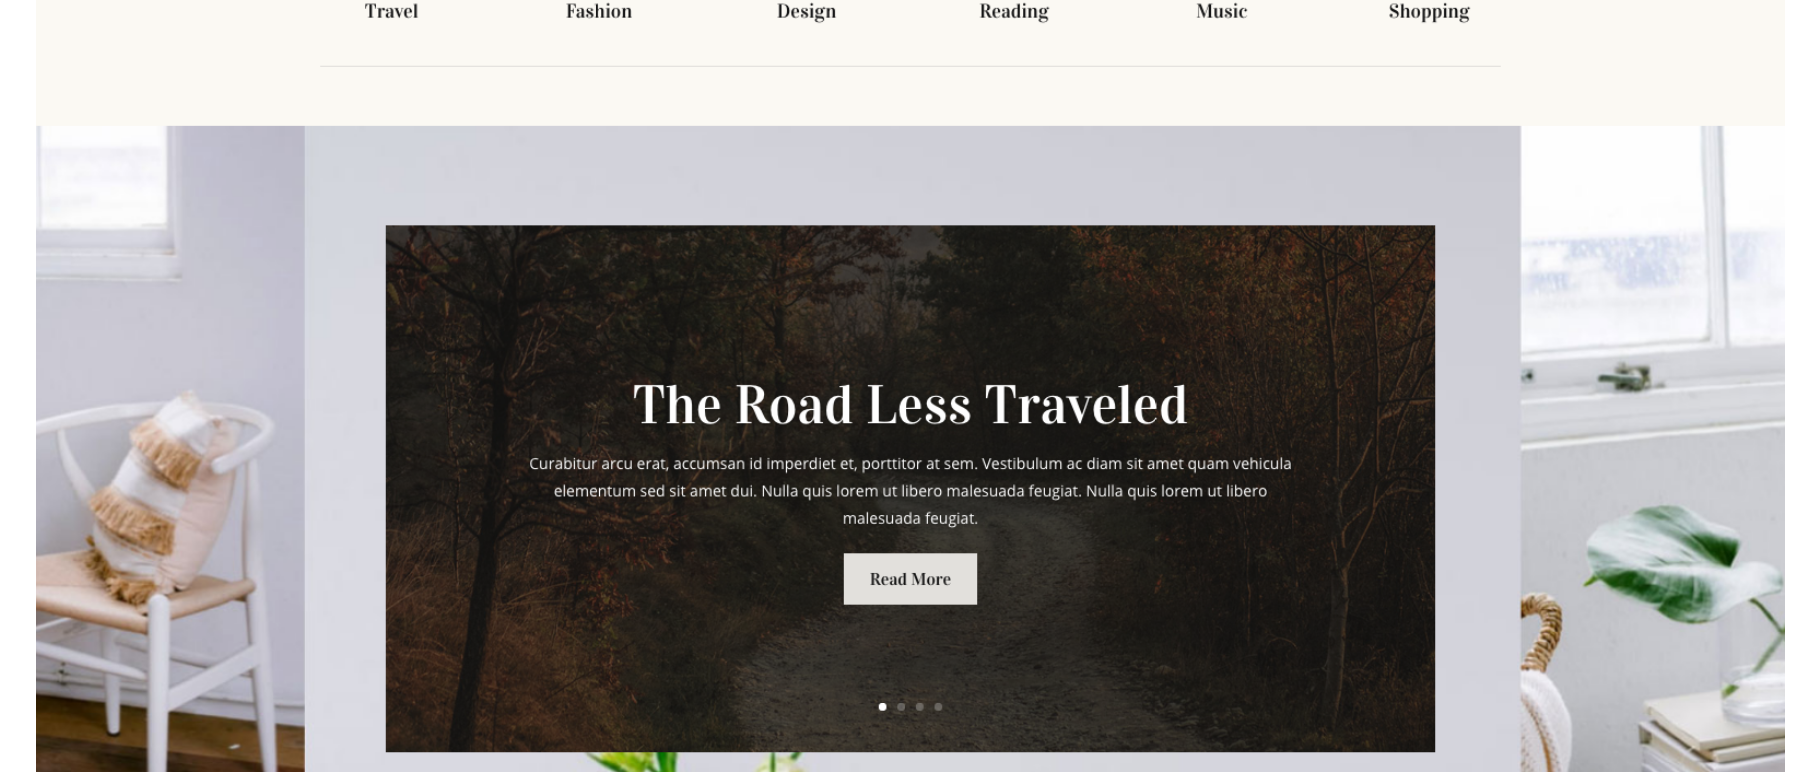 Travel Fashion Design Reading Music Shopping
The Road Less Traveled
Curabitur arcu erat, accumsan id imperdiet et, porttitor at sem. Vestibulum ac diam sit amet quam vehicula
elementum sed sit amet dui. Nulla quis lorem ut libero malesuada feugiat. Nulla quis lorem ut libero
malesuada feugiat.
Read More